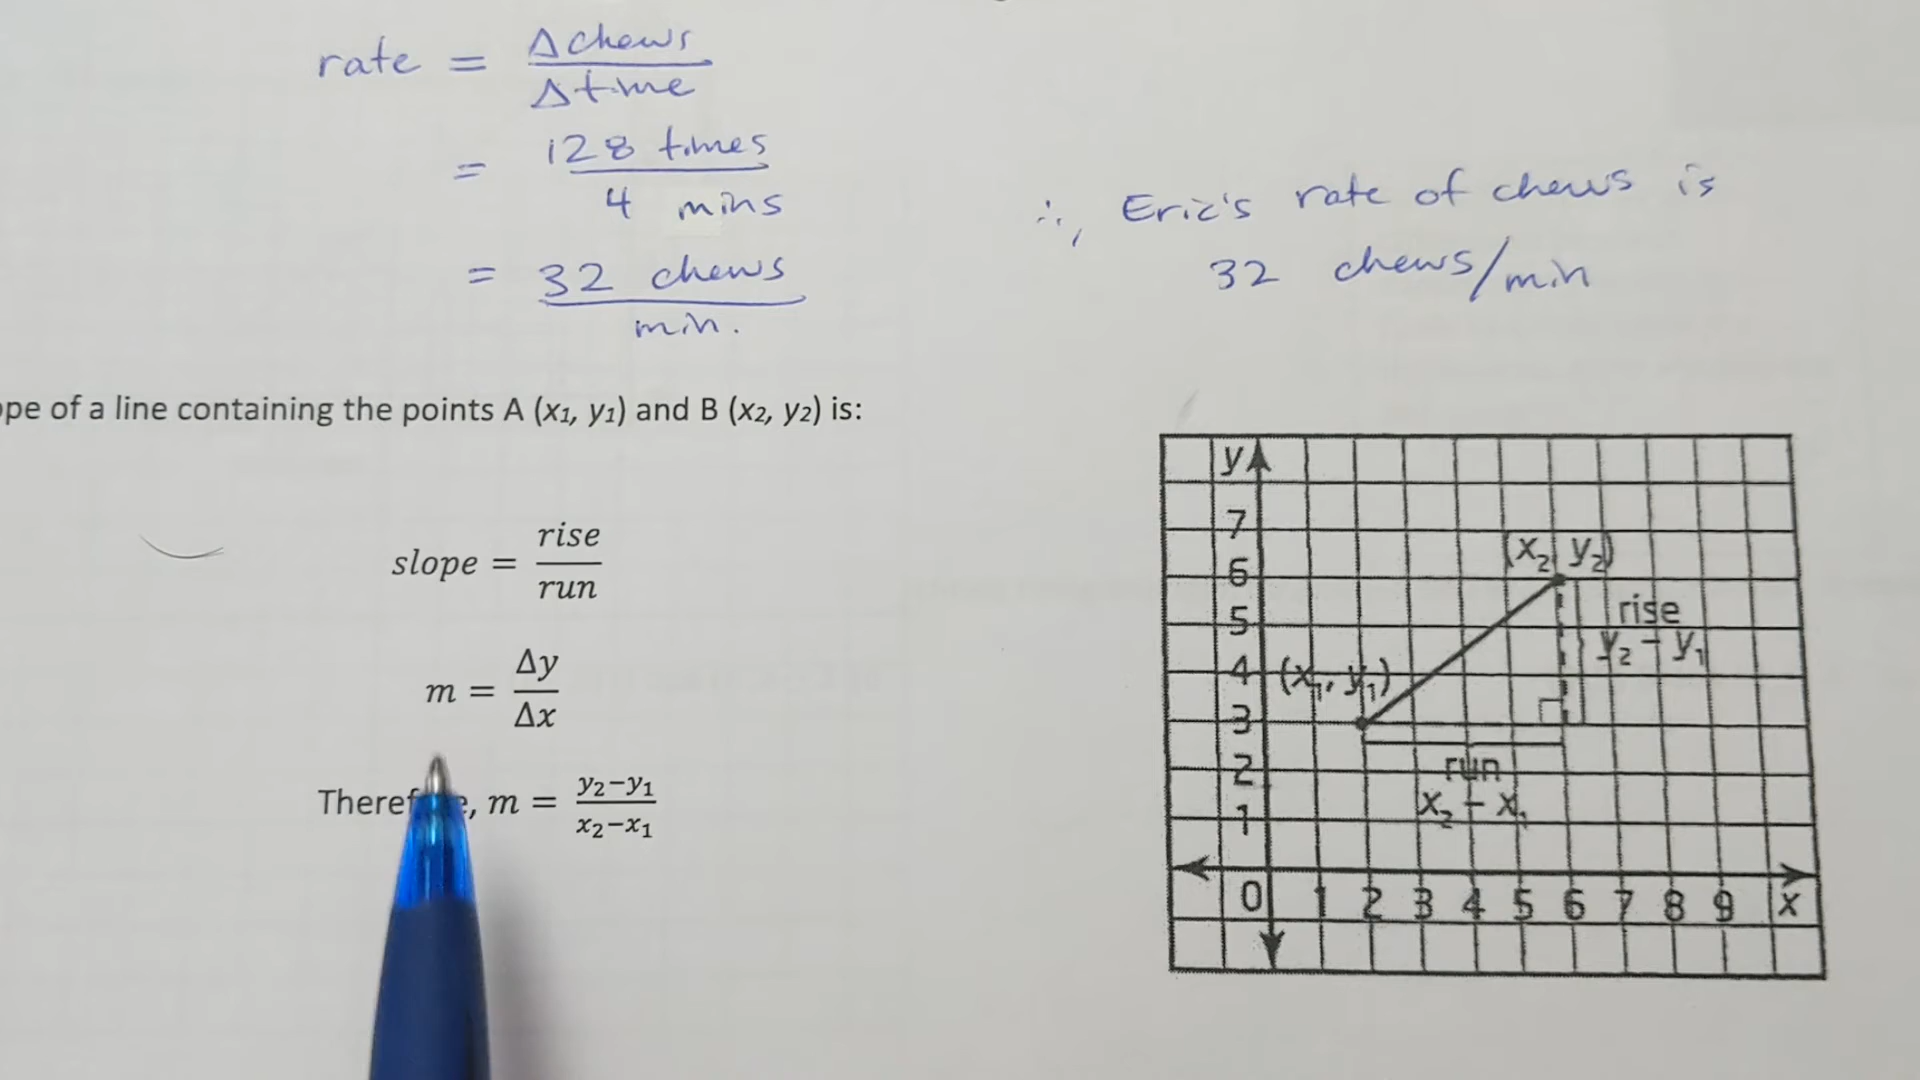 rate = Δchews
Δtime
= 128 times
4 mins
= 32 chews
min.
∴, Eric's rate of chews is
32 chews/min
ope of a line containing the points A (x1, y1) and B (x2, y2) is:
slope = rise
run
m = Δy
Δx
m = y2−y1
x2−x1
y
7
(x2 y2)
6
rise
5
y2 − y1
4
(x1, y1)
3
2
run
x2 − x1
1
0 1 2 3 4 5 6 7 8 9 x